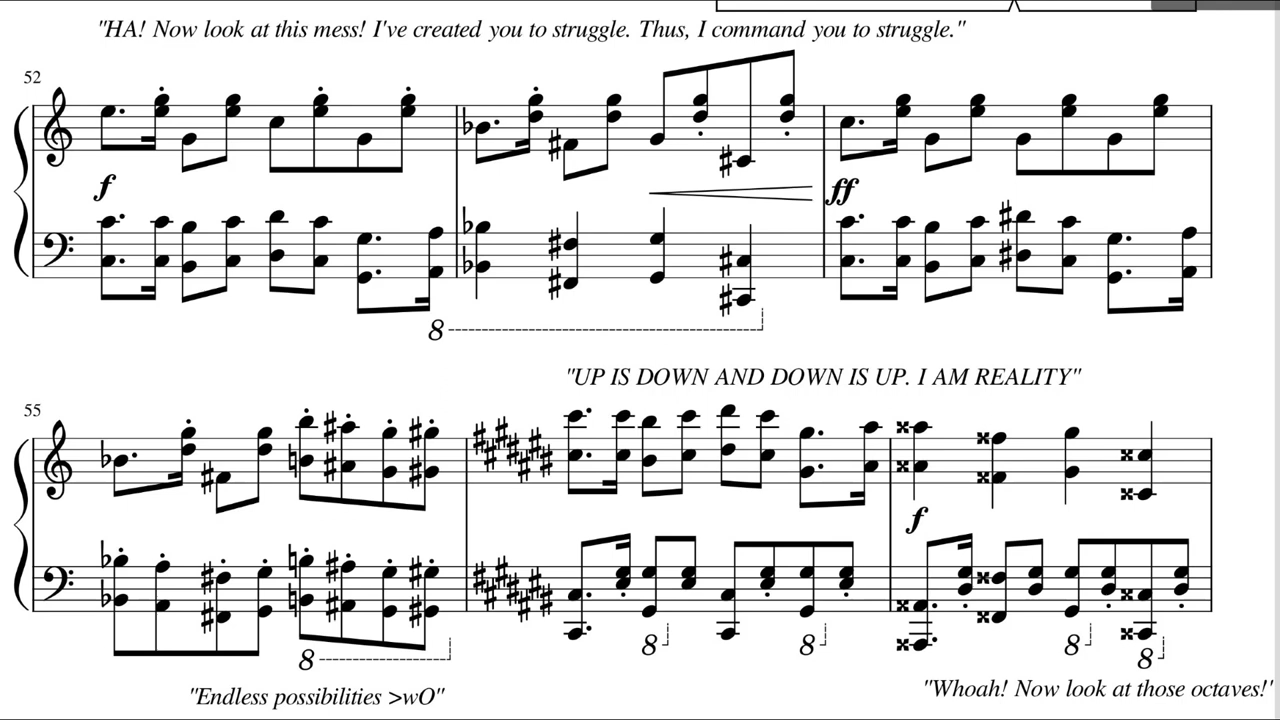 "HA! Now look at this mess! I've created you to struggle. Thus, I command you to struggle."
52
f
ff
8
"UP IS DOWN AND DOWN IS UP. I AM REALITY"
55
f
8
8
8
8
8
"Endless possibilities >wO"
"Whoah! Now look at those octaves!"